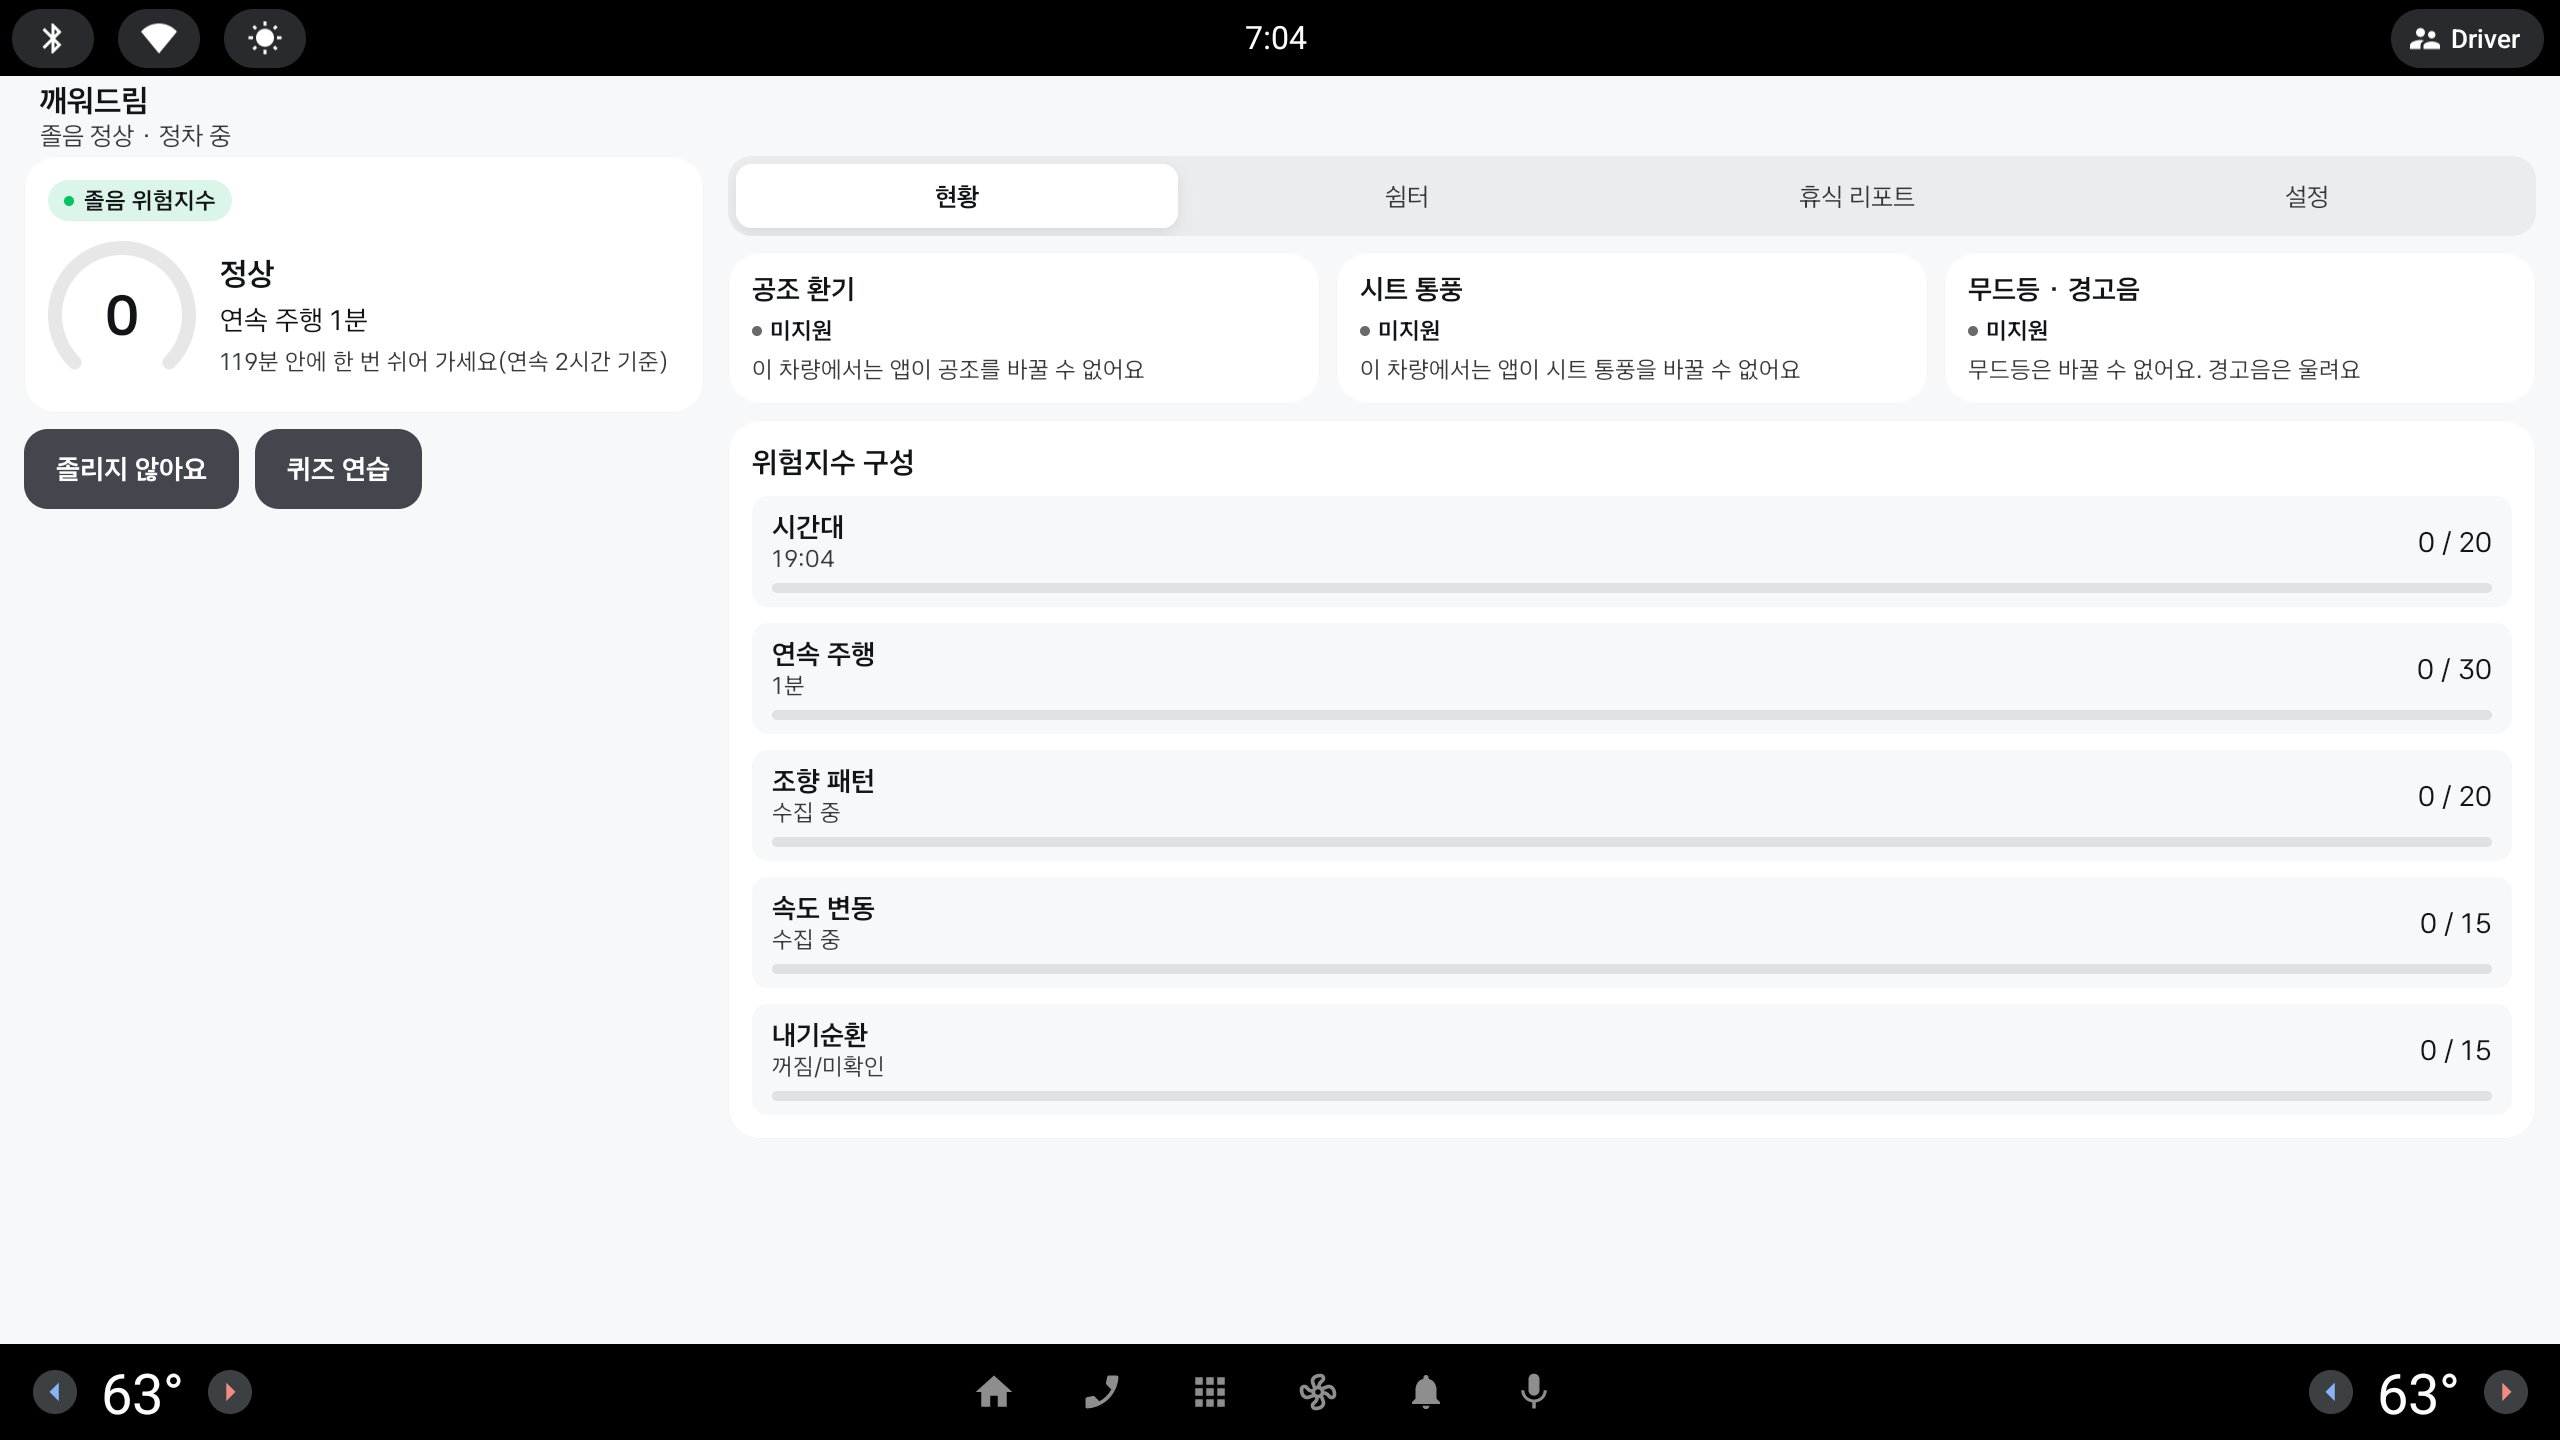 7:04
Driver
깨워드림
졸음 정상 · 정차 중
졸음 위험지수
0
정상
연속 주행 1분
119분 안에 한 번 쉬어 가세요(연속 2시간 기준)
졸리지 않아요
퀴즈 연습
현황
쉼터
휴식 리포트
설정
공조 환기
미지원
이 차량에서는 앱이 공조를 바꿀 수 없어요
시트 통풍
미지원
이 차량에서는 앱이 시트 통풍을 바꿀 수 없어요
무드등 · 경고음
미지원
무드등은 바꿀 수 없어요. 경고음은 울려요
위험지수 구성
시간대
19:04
0 / 20
연속 주행
1분
0 / 30
조향 패턴
수집 중
0 / 20
속도 변동
수집 중
0 / 15
내기순환
꺼짐/미확인
0 / 15
63°
63°